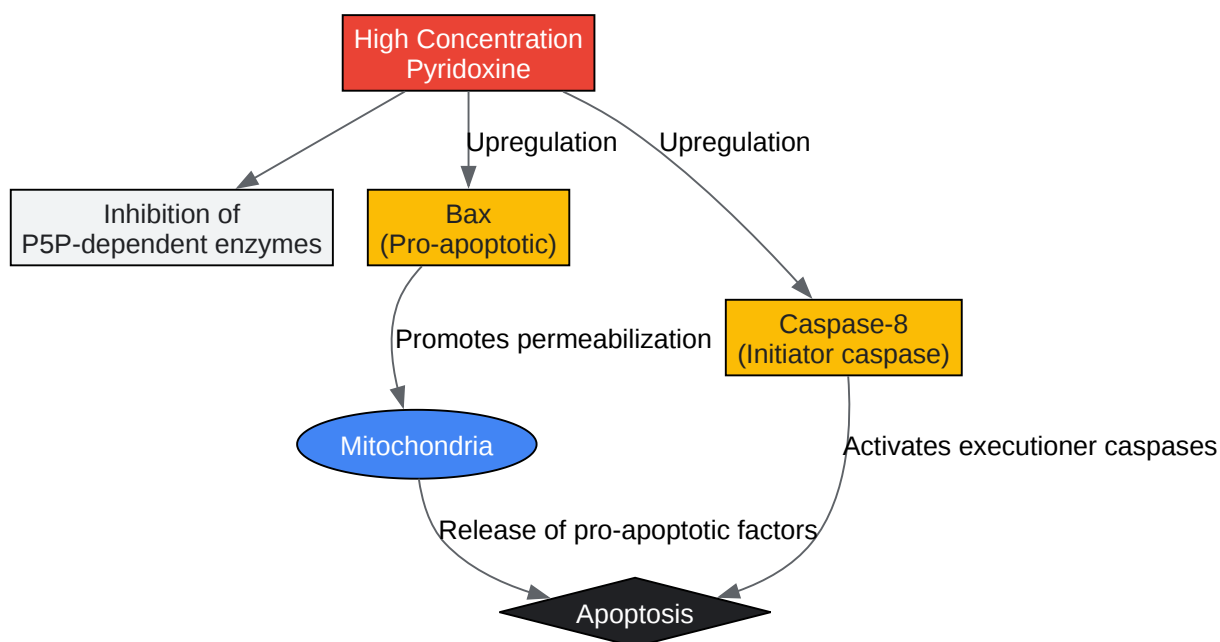 High Concentration
Pyridoxine
Upregulation
Upregulation
Inhibition of
P5P-dependent enzymes
Bax
(Pro-apoptotic)
Caspase-8
(Initiator caspase)
Promotes permeabilization
Mitochondria
Activates executioner caspases
Release of pro-apoptotic factors
Apoptosis